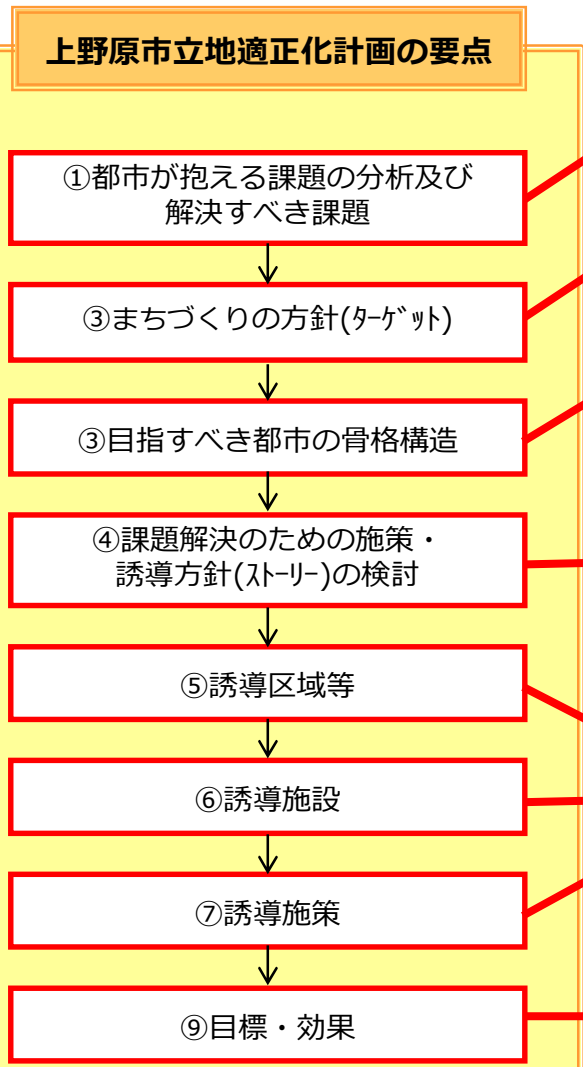 上野原市立地適正化計画の要点
①都市が抱える課題の分析及び
解決すべき課題
③まちづくりの方針(ﾀｰｹﾞｯﾄ)
③目指すべき都市の骨格構造
④課題解決のための施策・
誘導方針(ｽﾄｰﾘｰ)の検討
⑤誘導区域等
⑥誘導施設
⑦誘導施策
⑨目標・効果